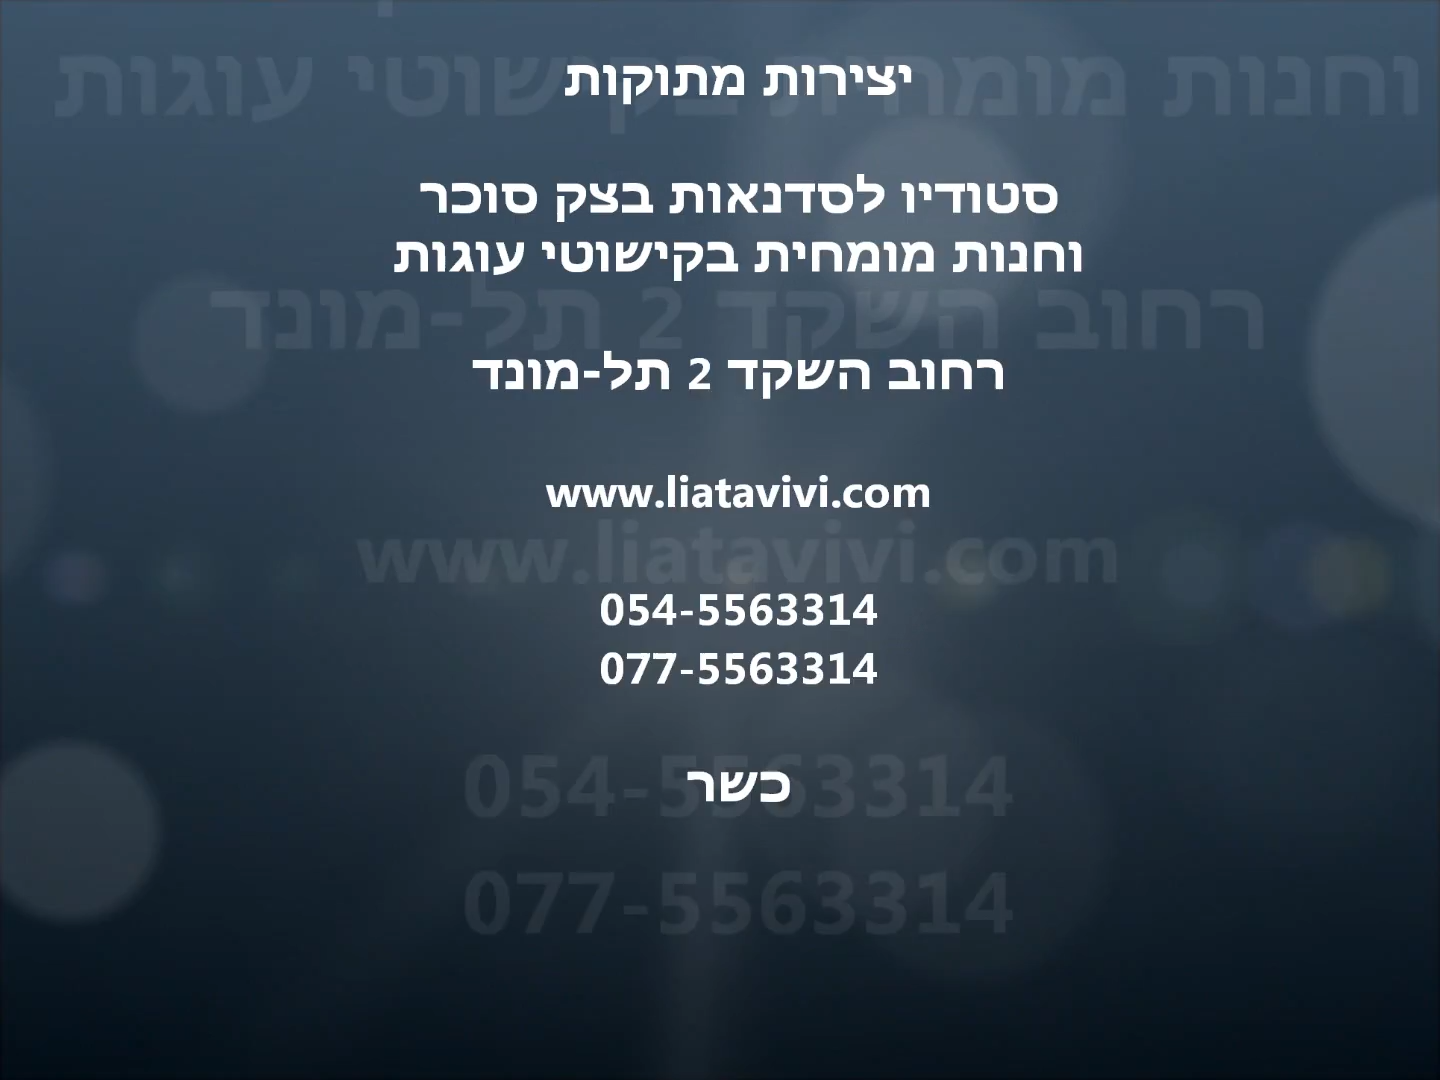 יצירות מתוקות
סטודיו לסדנאות בצק סוכר
וחנות מומחית בקישוטי עוגות
רחוב השקד 2 תל-מונד
www.liatavivi.com
054-5563314
077-5563314
כשר